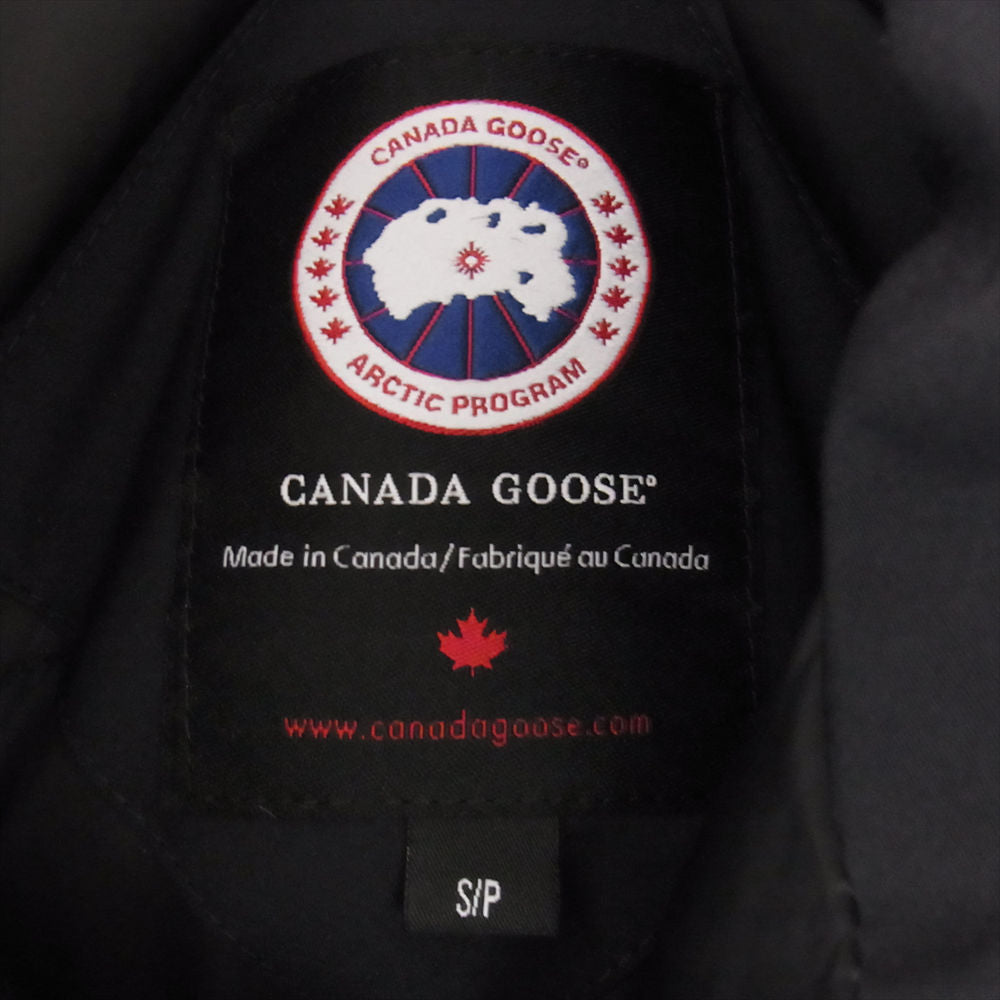 CANADA GOOSE®
ARCTIC PROGRAM
CANADA GOOSE®
Made in Canada/Fabriqué au Canada
www.canadagoose.com
S/P